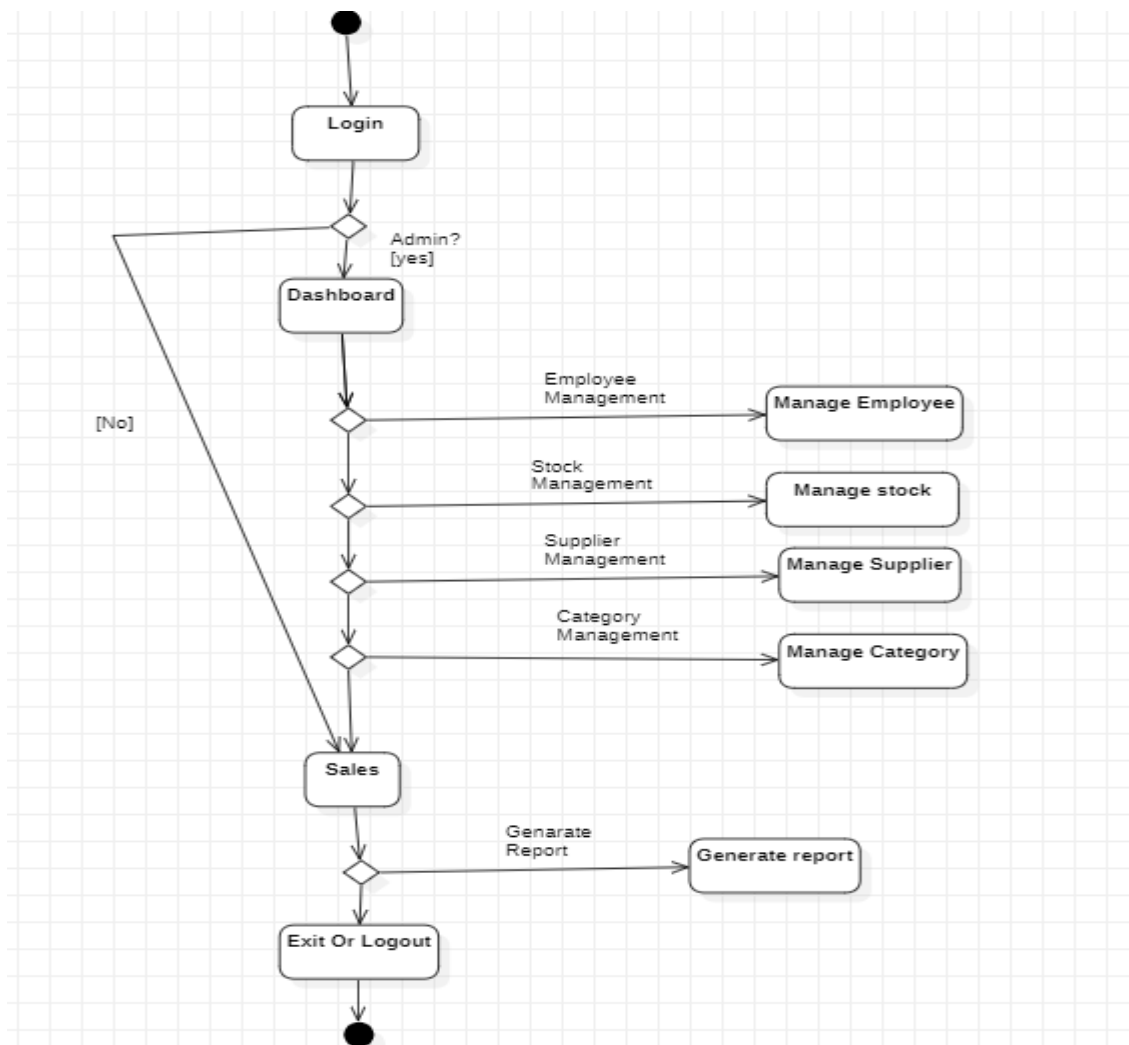 Login
Admin?
[yes]
Dashboard
Employee
Management
Manage Employee
[No]
Stock
Management
Manage stock
Supplier
Management
Manage Supplier
Category
Management
Manage Category
Sales
Genarate
Report
Generate report
Exit Or Logout